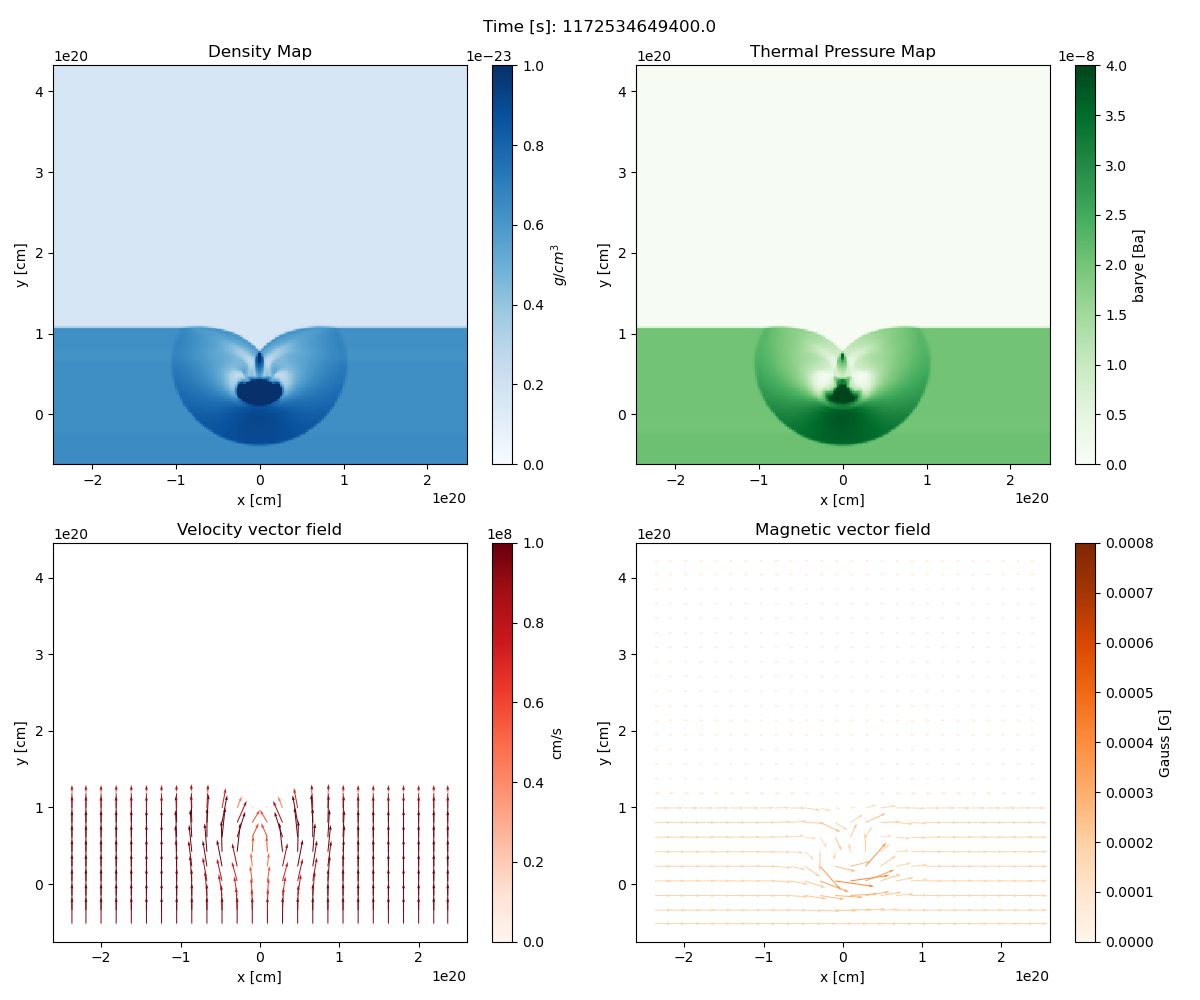 Time [s]: 1172534649400.0
Density Map
1e20
1e−23
4
3
2
1
0
y [cm]
−2 −1 0 1 2
x [cm]
1e20
1.0
0.8
0.6
0.4
0.2
0.0
g/cm³
Thermal Pressure Map
1e20
1e−8
4
3
2
1
0
y [cm]
−2 −1 0 1 2
x [cm]
1e20
4.0
3.5
3.0
2.5
2.0
1.5
1.0
0.5
0.0
barye [Ba]
Velocity vector field
1e20
1e8
4
3
2
1
0
y [cm]
−2 −1 0 1 2
x [cm]
1e20
1.0
0.8
0.6
0.4
0.2
0.0
cm/s
Magnetic vector field
1e20
4
3
2
1
0
y [cm]
−2 −1 0 1 2
x [cm]
1e20
0.0008
0.0007
0.0006
0.0005
0.0004
0.0003
0.0002
0.0001
0.0000
Gauss [G]